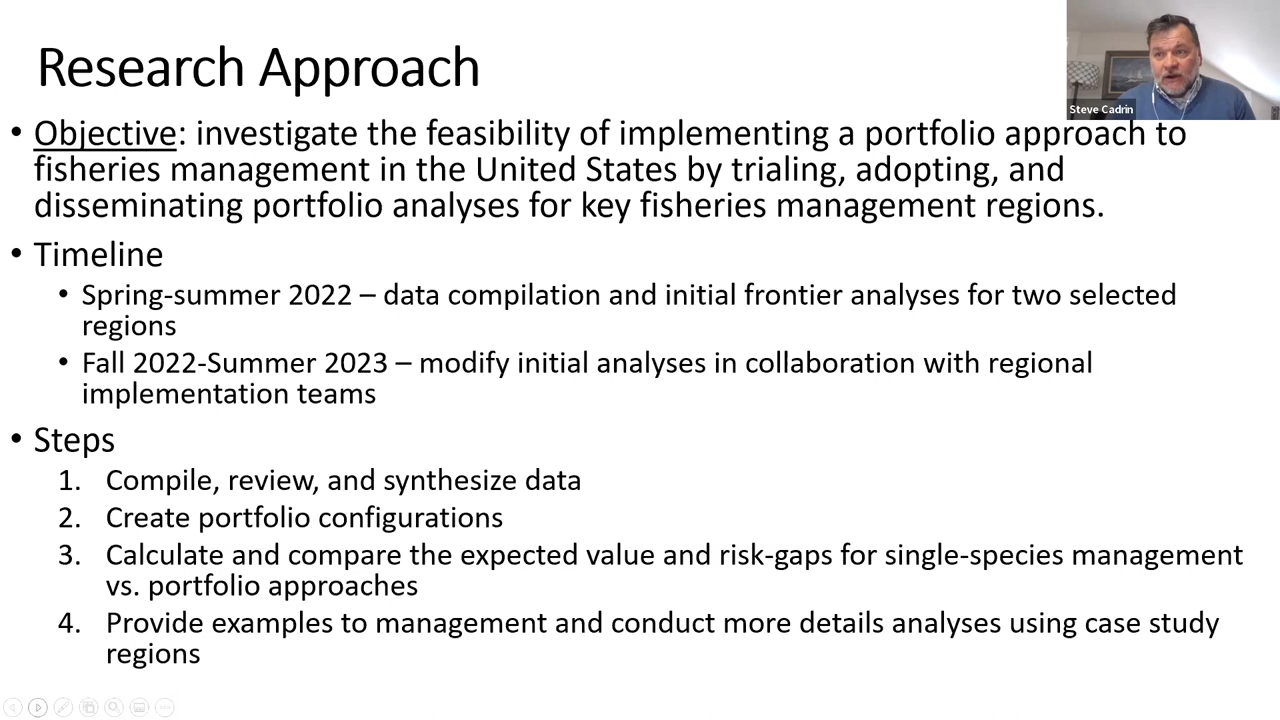 Research Approach
Steve Cadrin
• Objective: investigate the feasibility of implementing a portfolio approach to
fisheries management in the United States by trialing, adopting, and
disseminating portfolio analyses for key fisheries management regions.
• Timeline
• Spring-summer 2022 – data compilation and initial frontier analyses for two selected
regions
• Fall 2022-Summer 2023 – modify initial analyses in collaboration with regional
implementation teams
• Steps
1. Compile, review, and synthesize data
2. Create portfolio configurations
3. Calculate and compare the expected value and risk-gaps for single-species management
vs. portfolio approaches
4. Provide examples to management and conduct more details analyses using case study
regions